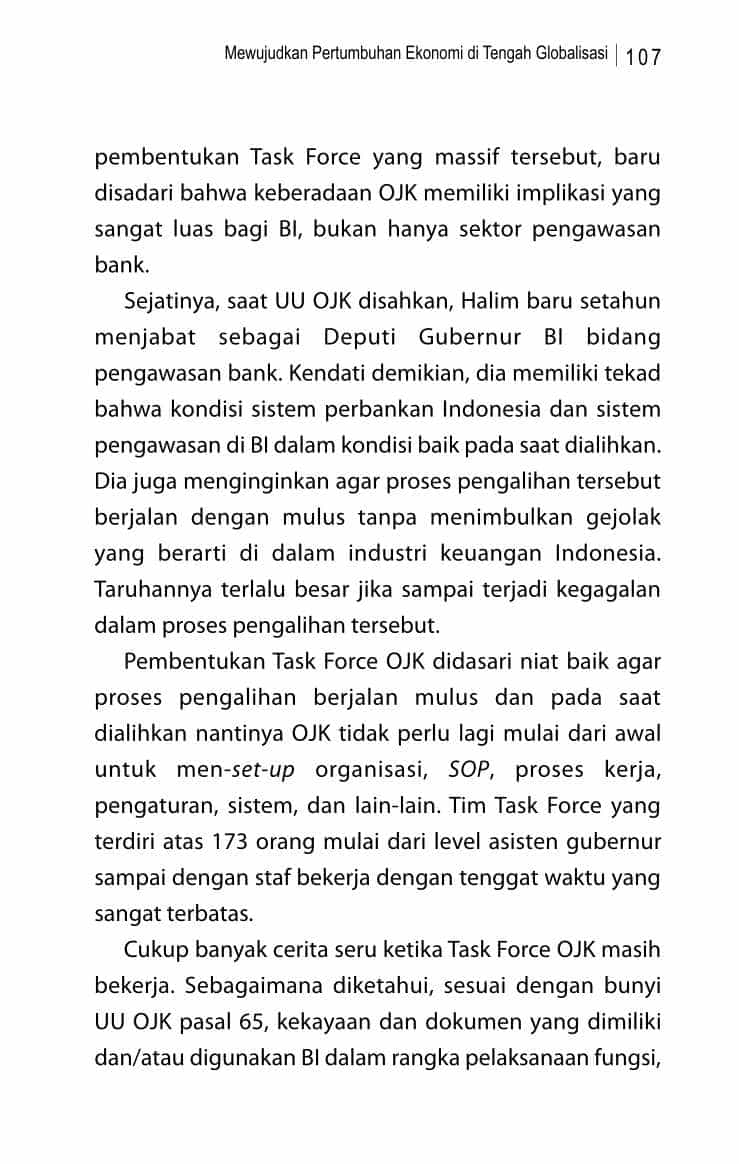 Mewujudkan Pertumbuhan Ekonomi di Tengah Globalisasi | 107
pembentukan Task Force yang massif tersebut, baru
disadari bahwa keberadaan OJK memiliki implikasi yang
sangat luas bagi BI, bukan hanya sektor pengawasan
bank.
Sejatinya, saat UU OJK disahkan, Halim baru setahun
menjabat sebagai Deputi Gubernur BI bidang
pengawasan bank. Kendati demikian, dia memiliki tekad
bahwa kondisi sistem perbankan Indonesia dan sistem
pengawasan di BI dalam kondisi baik pada saat dialihkan.
Dia juga menginginkan agar proses pengalihan tersebut
berjalan dengan mulus tanpa menimbulkan gejolak
yang berarti di dalam industri keuangan Indonesia.
Taruhannya terlalu besar jika sampai terjadi kegagalan
dalam proses pengalihan tersebut.
Pembentukan Task Force OJK didasari niat baik agar
proses pengalihan berjalan mulus dan pada saat
dialihkan nantinya OJK tidak perlu lagi mulai dari awal
untuk men-set-up organisasi, SOP, proses kerja,
pengaturan, sistem, dan lain-lain. Tim Task Force yang
terdiri atas 173 orang mulai dari level asisten gubernur
sampai dengan staf bekerja dengan tenggat waktu yang
sangat terbatas.
Cukup banyak cerita seru ketika Task Force OJK masih
bekerja. Sebagaimana diketahui, sesuai dengan bunyi
UU OJK pasal 65, kekayaan dan dokumen yang dimiliki
dan/atau digunakan BI dalam rangka pelaksanaan fungsi,